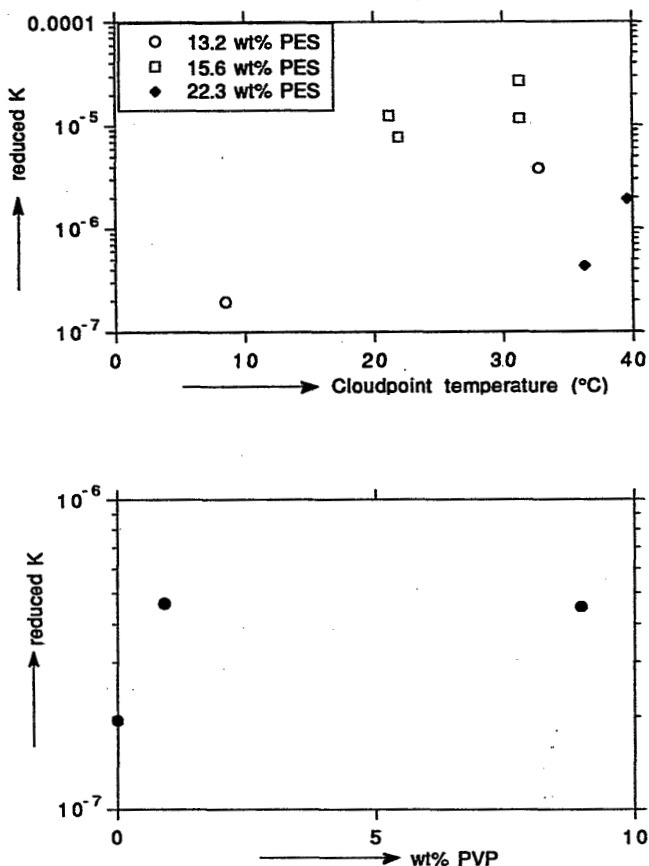 0.0001
13.2 wt% PES
15.6 wt% PES
22.3 wt% PES
reduced K
10-5
10-6
10-7
0 10 20 30 40
Cloudpoint temperature (°C)
10-6
reduced K
10-7
0 5 10
wt% PVP